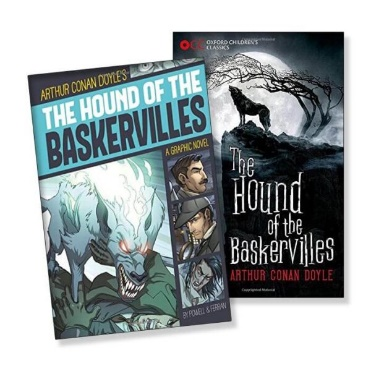 ARTHUR CONAN DOYLE'S
THE HOUND OF THE
BASKERVILLES
A GRAPHIC NOVEL
BY POWELL & FERRAN
OXFORD CHILDREN'S
CLASSICS
The
Hound
of the
Baskervilles
ARTHUR CONAN DOYLE